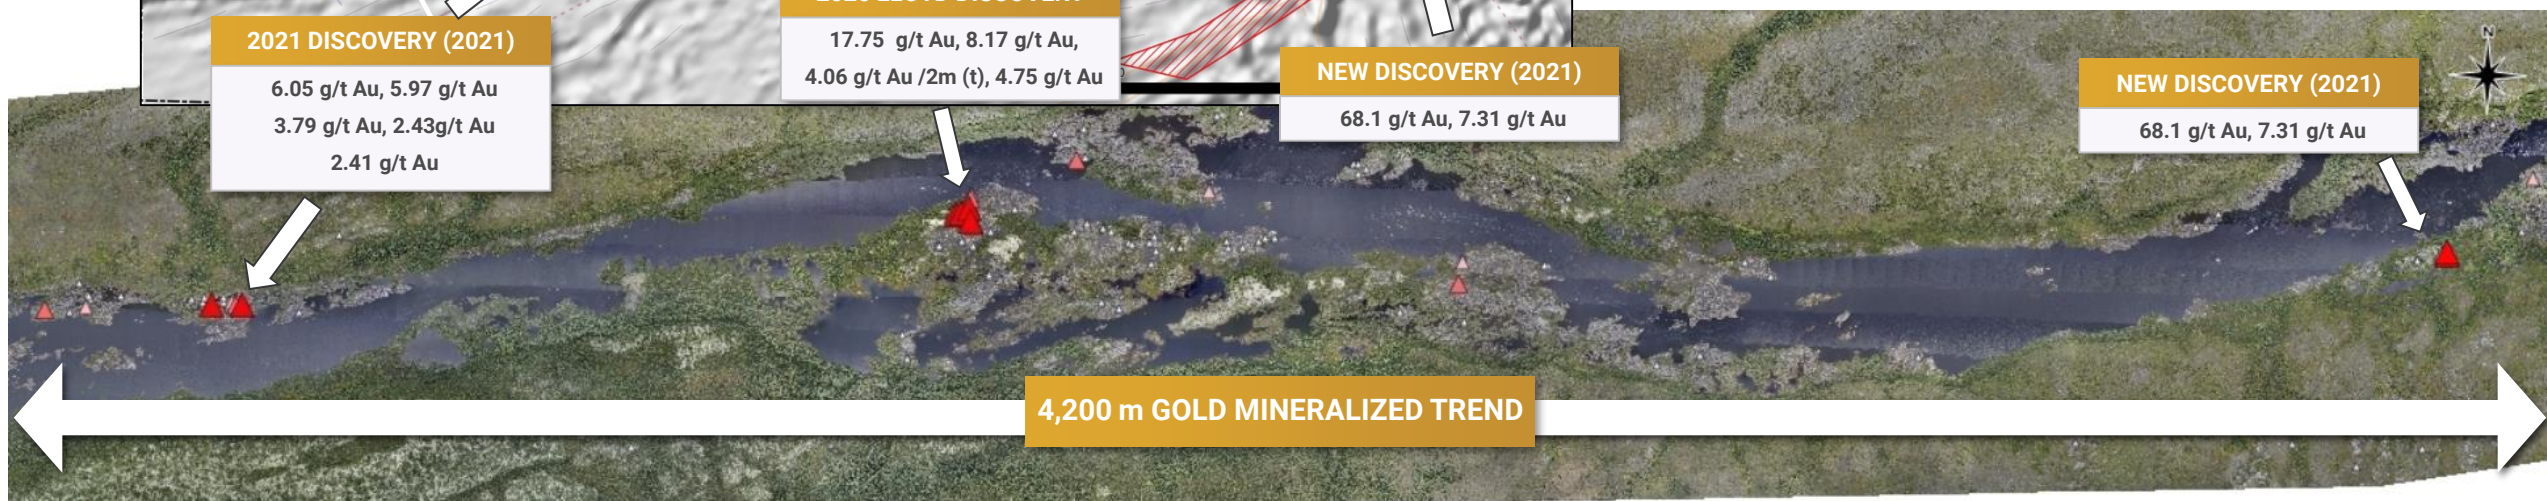 2021 DISCOVERY (2021)
6.05 g/t Au, 5.97 g/t Au
3.79 g/t Au, 2.43g/t Au
2.41 g/t Au
17.75 g/t Au, 8.17 g/t Au,
4.06 g/t Au /2m (t), 4.75 g/t Au
NEW DISCOVERY (2021)
68.1 g/t Au, 7.31 g/t Au
NEW DISCOVERY (2021)
68.1 g/t Au, 7.31 g/t Au
N
4,200 m GOLD MINERALIZED TREND